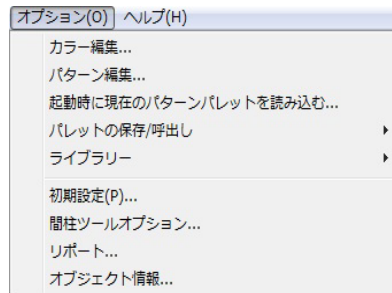 オプション(O) ヘルプ(H)
カラー編集...
パターン編集...
起動時に現在のパターンパレットを読み込む...
パレットの保存/呼出し
ライブラリー
初期設定(P)...
間柱ツールオプション...
リポート...
オブジェクト情報...